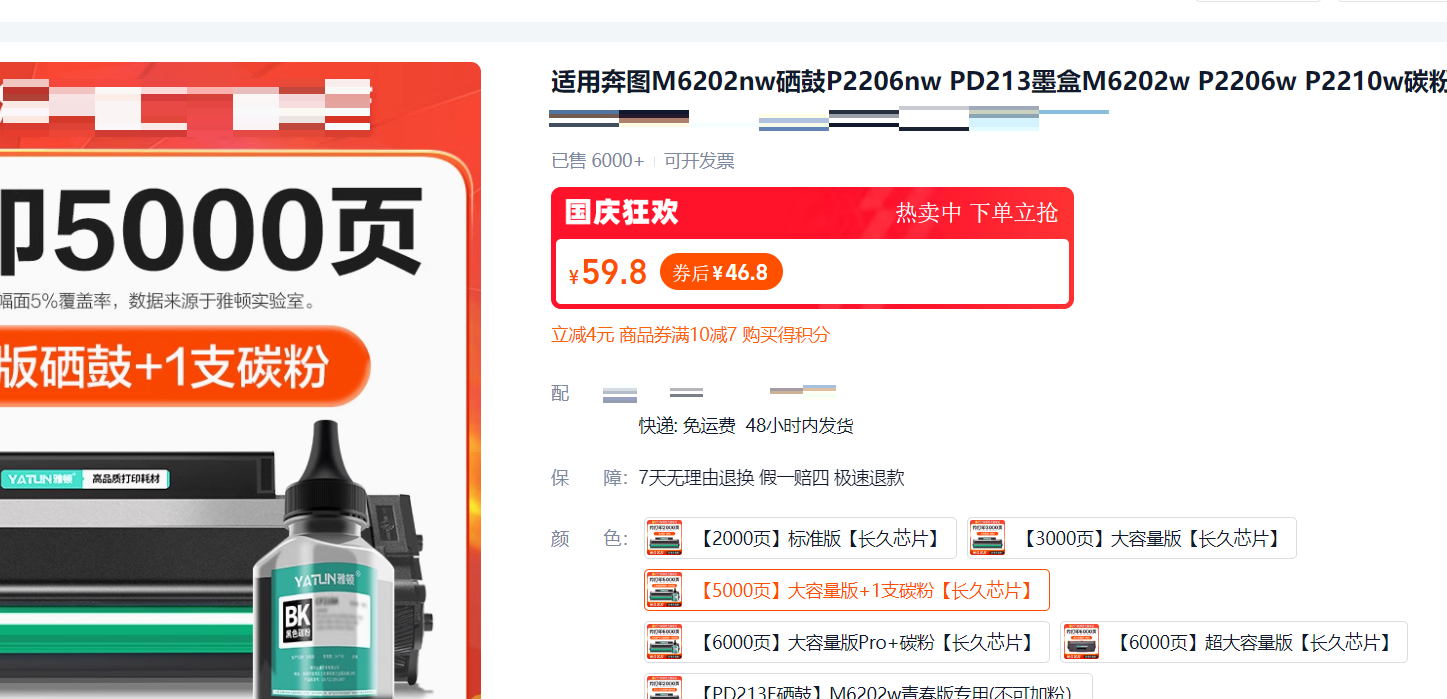 适用奔图M6202nw硒鼓P2206nw PD213墨盒M6202w P2206w P2210w碳粉
已售 6000+ 可开发票
国庆狂欢 热卖中 下单立抢
¥59.8 券后¥46.8
立减4元 商品券满10减7 购买得积分
配
快递: 免运费 48小时内发货
保 障: 7天无理由退换 假一赔四 极速退款
颜 色: 【2000页】标准版【长久芯片】 【3000页】大容量版【长久芯片】
【5000页】大容量版+1支碳粉【长久芯片】
【6000页】大容量版Pro+碳粉【长久芯片】 【6000页】超大容量版【长久芯片】
【PD213E硒鼓】M6202w青春版专用(不可加粉)
印5000页
幅面5%覆盖率，数据来源于雅顿实验室。
版硒鼓+1支碳粉
YATUN雅顿® 高品质打印耗材
YATUN雅顿®
BK
黑色碳粉